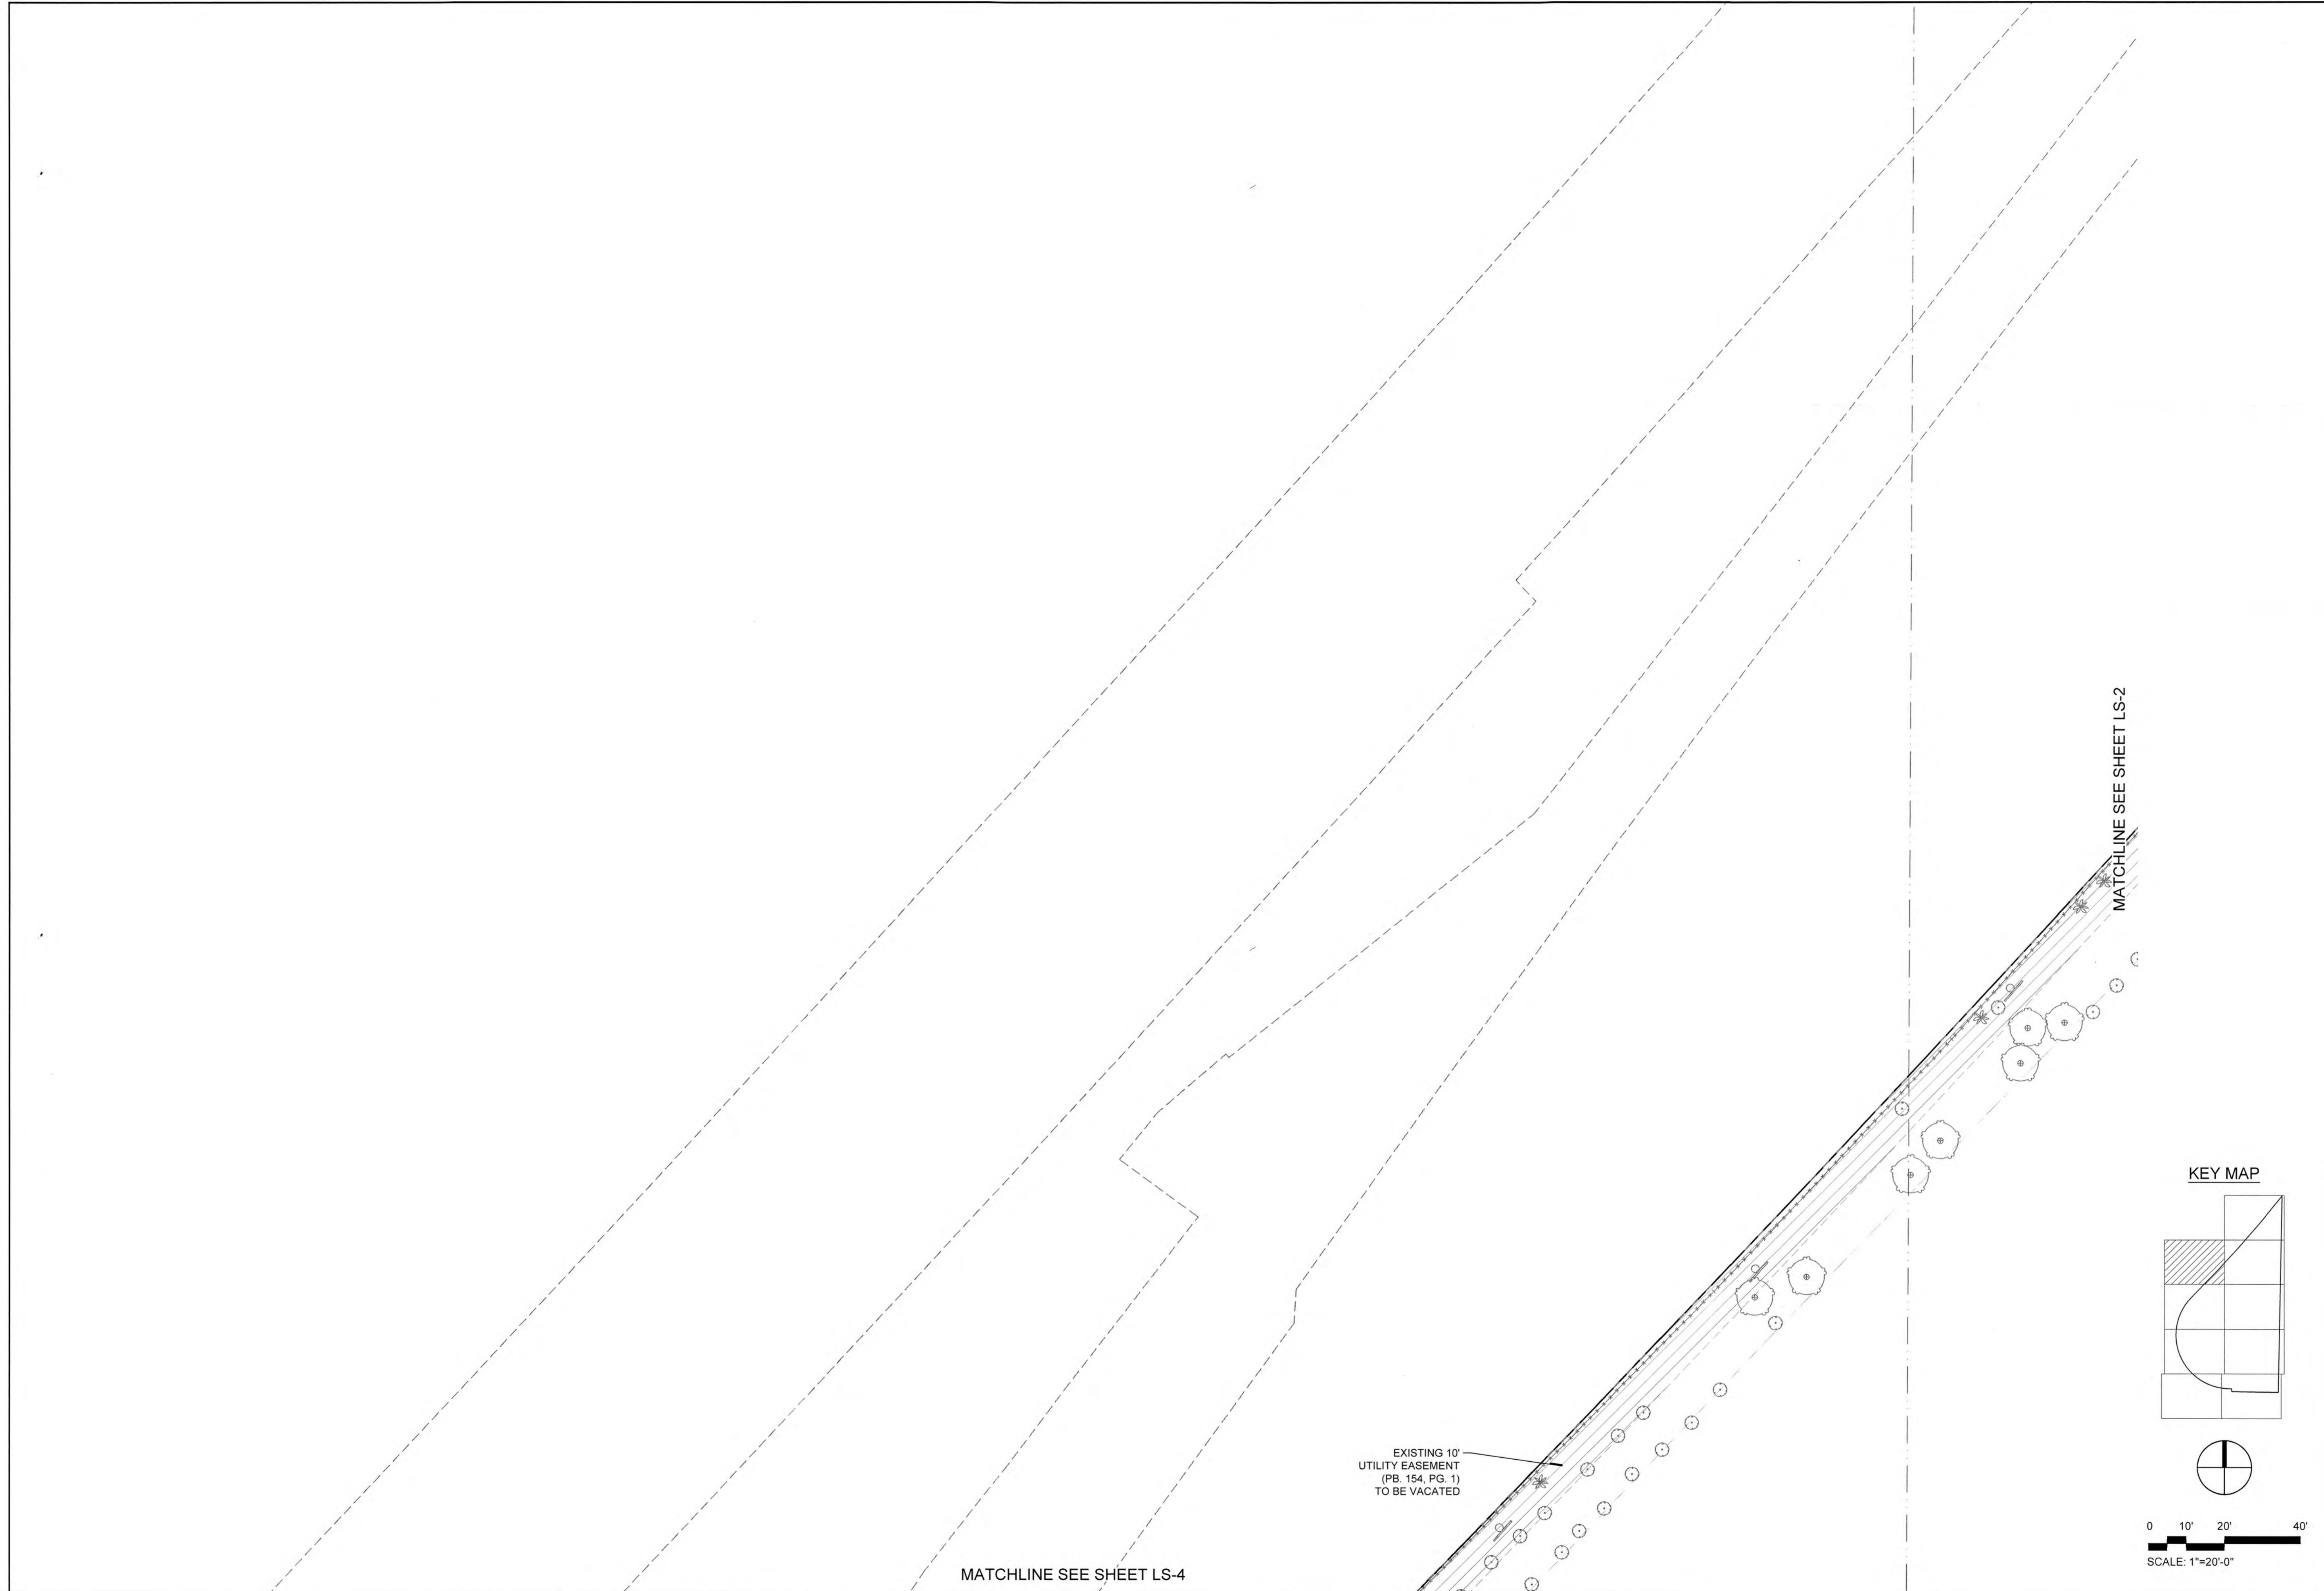 MATCHLINE SEE SHEET LS-2
KEY MAP
EXISTING 10'
UTILITY EASEMENT
(PB. 154, PG. 1)
TO BE VACATED
0 10' 20' 40'
SCALE: 1"=20'-0"
MATCHLINE SEE SHEET LS-4